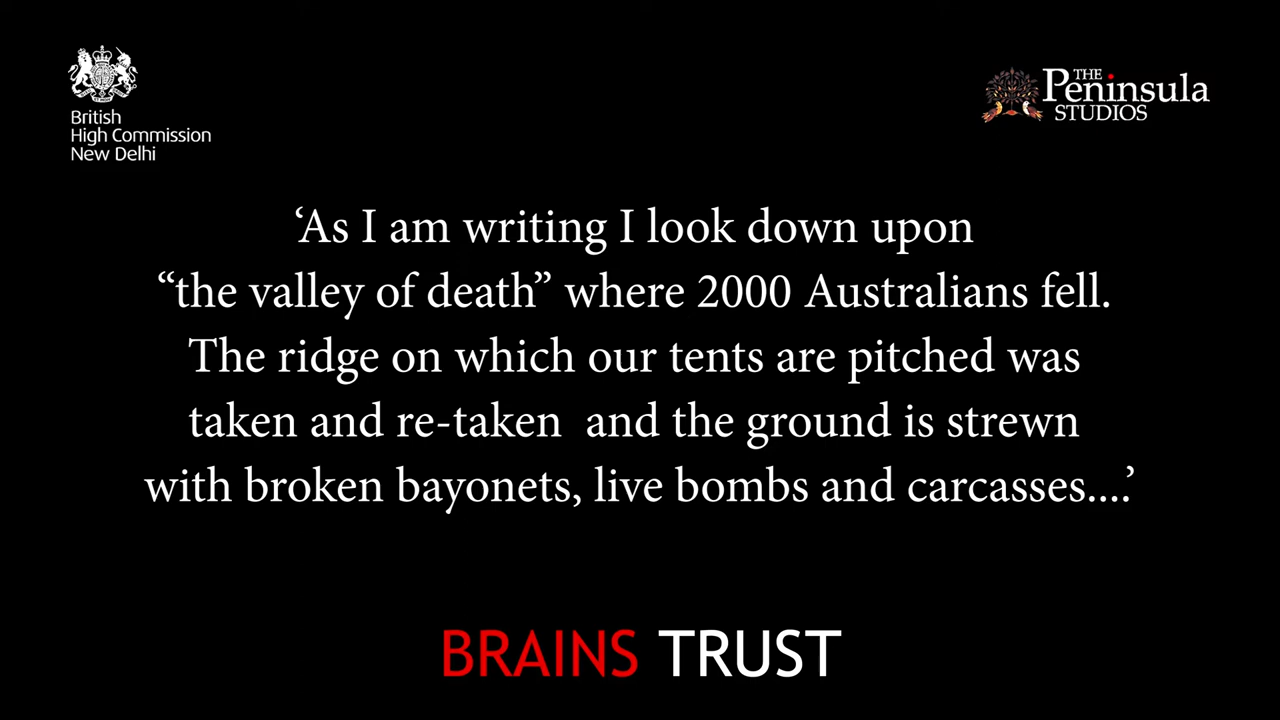 British
High Commission
New Delhi
THE
Peninsula
STUDIOS
‘As I am writing I look down upon
“the valley of death” where 2000 Australians fell.
The ridge on which our tents are pitched was
taken and re-taken  and the ground is strewn
with broken bayonets, live bombs and carcasses....’
BRAINS TRUST